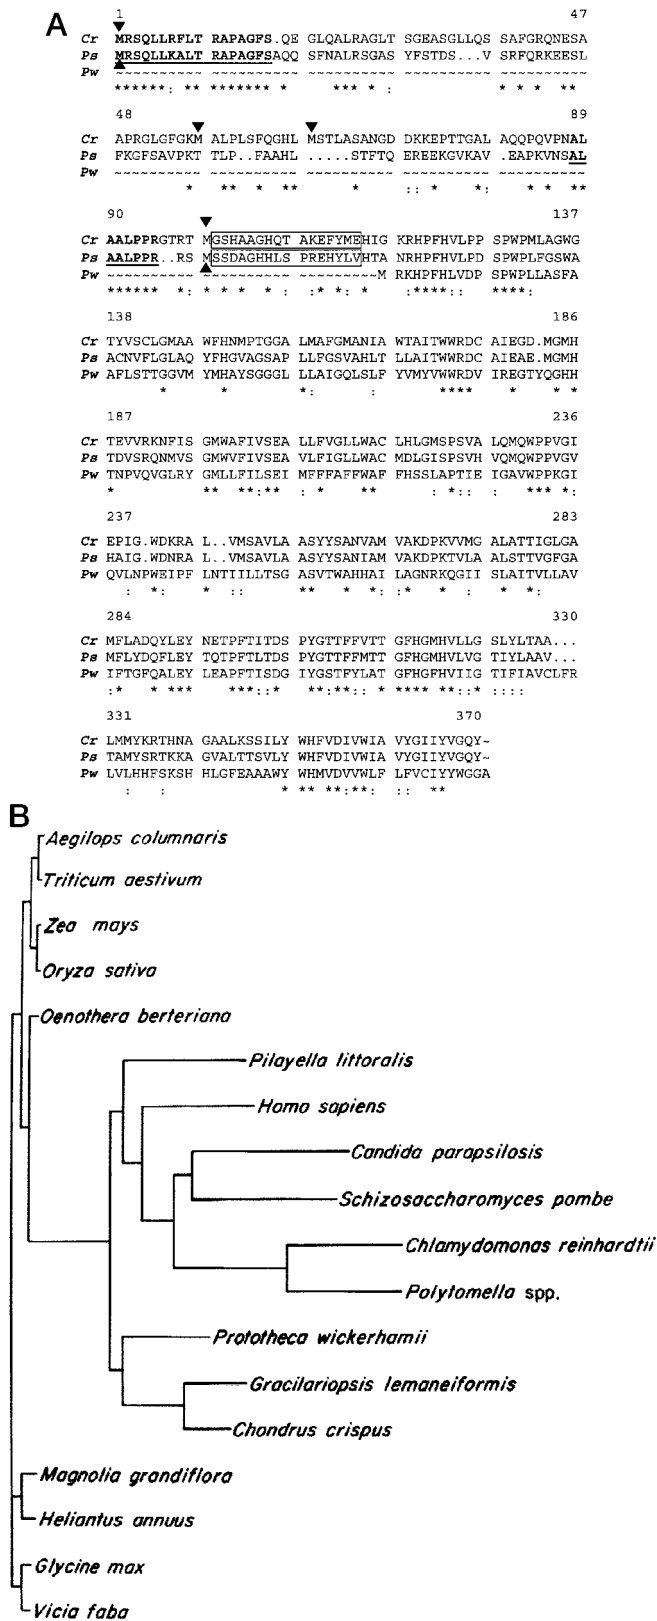 A
1 47
Cr MRSQLLRFLT RAPAGFS.QE GLQALRAGLT SGEASGLLQS SAFGRQNESA
Ps MRSQLLKALT RAPAGFSAQQ QSFNALRSGAS YFSTDS...V SRFRQKEESL
Pw ~~~~~~~~~~ ~~~~~~~~~~ ~~~~~~~~~~ ~~~~~~~~~~ ~~~~~~~~~~
******: ** ******* * * ** * * * * **
48 89
Cr APRGLGFGKM ALPLSFQGHL MSTLASANGD DKKEPTTGAL AQQPQVPNAL
Ps FKGFSAVPKT TLP.FAAHL .....STFTQ EREEKGVKAV .EAPKVNSAL
Pw ~~~~~~~~~~ ~~~~~~~~~~ ~~~~~~~~~~ ~~~~~~~~~~ ~~~~~~~~~~
* ** * ** * :: * * * * **
90 137
Cr AALPPRGTRT MGSHAAGHQT AKEFYMEHIG KRHPFHVLPP SPWPMLAGWG
Ps AALPPR..RS MSSDAGHHLS PREHYLVHTA NRHPFHVLPD SPWPLFGSWA
Pw ~~~~~~~~~~ ~~~~~~~~~~ ~~~~~~~M RKHPFHLVDP SPWPLLASFA
******* *: ** * * *: :** * * :****:: ****:
138 186
Cr TYVSCLGMAA WFHNMPTGGA LMAFGMANIA WTAITWWRDC AIEGD.MGMH
Ps ACNVFLGLAQ YFHGVAGSAP LLFGSVAHLT LLAITWWRDC AIEAE.MGMH
Pw AFLSTTGGVM YMHAYSGGGL LLAIGQLSLF YVMYVWWRDV IREGTYQGHH
* * *: : **** * * *
187 236
Cr TEVVRKNFIS GMWAFIVSEA LLFVGLLWAC LHLGMSPSVA LQMQWPPVGI
Ps TDVSRQNMVS GMWVFIVSEV LFIGLLWACM MDLGISPSVH VQMQWPPVGV
Pw TNPVQVGLRY GMLLFILSEI MFFFAFFWAF FHSSLAPTIE IGAVWPPKGI
* ** **:**: : * ** : *:: : *** *:
237 283
Cr EPIG.WDKRA L..VMSAVLA ASYYSANVAM VAKDPKVVMG ALATTIGLGA
Ps HAIG.WDNRAL L..VMSAVLA ASYYSANIAM VAKDPKTVLA ALSTTVGFGA
Pw QVLNPWEIPF LNTIILLTSG ASVTWAHHAI LAGNRKQGII SLAITVLLAV
: *: * :: ** * *: * * *: *:
284 330
Cr MFLADQYLEY NETPFTITDS PYGTTFFVTT GFHGMHVLLG SLYLTAA...
Ps MFLYDQFLEY TQTPFTLTDS PYGTTFFMTT GFHGMHVLVG TIYLAAV...
Pw IFTGFQALEY LEAPFTISDG IYGSTFYLAT GFHGFHVIIG TIFIAVCLFR
:* * *** ***::* **:**::* ****:**::* ::::
331 370
Cr LMMYKRTHNA GAALKSSILY WHFVDIVWIA VYGIIYVGQY~
Ps TAMYSRTKKA GVALTTSVLY WHFVDIVWIA VYGIIYVGQY~
Pw LVLHHFSKSH HLGFEAAAWY WHMVDVVWLF LFVCIYYWGGA
: : * **:**:**: :: **
B
Aegilops columnaris
Triticum aestivum
Zea mays
Oryza sativa
Oenothera berteriana
Pilayella littoralis
Homo sapiens
Candida parapsilosis
Schizosaccharomyces pombe
Chlamydomonas reinhardtii
Polytomella spp.
Prototheca wickerhamii
Gracilariopsis lemaneiformis
Chondrus crispus
Magnolia grandiflora
Heliantus annuus
Glycine max
Vicia faba